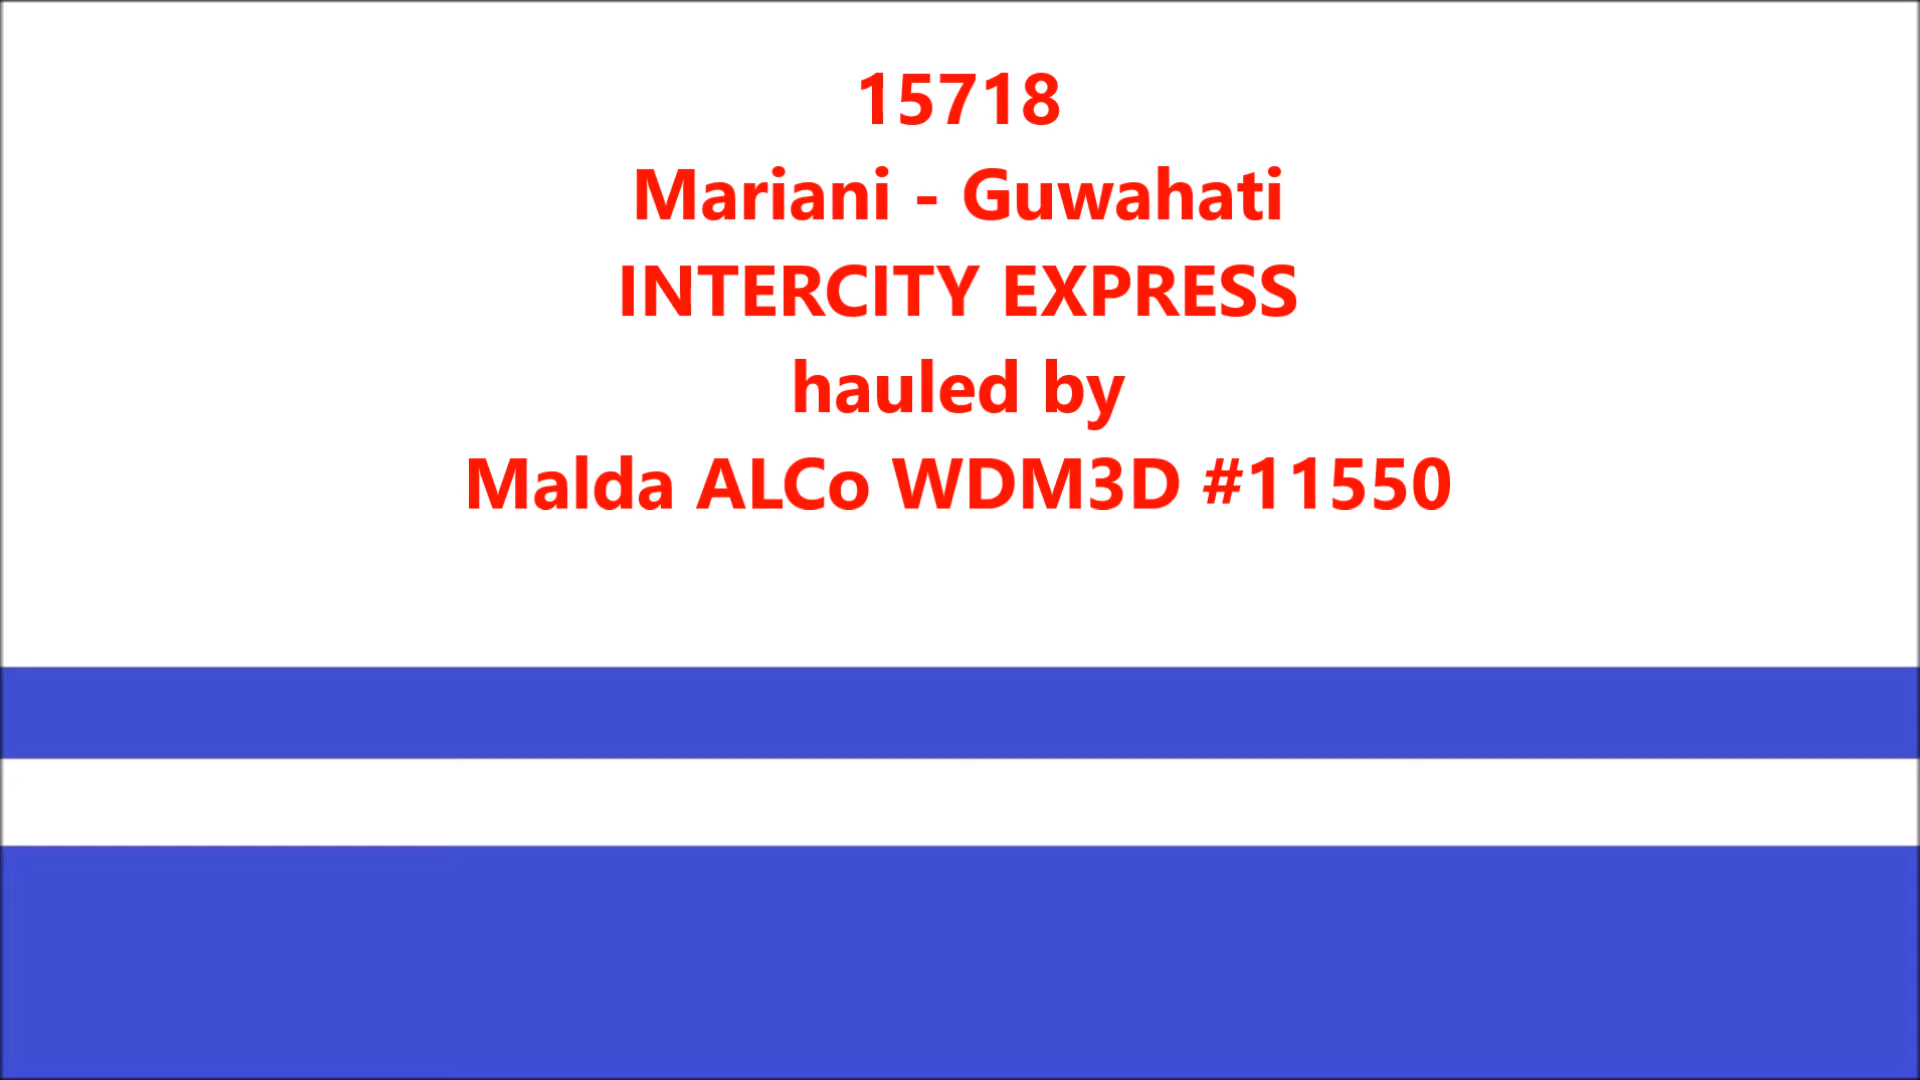 15718
Mariani - Guwahati
INTERCITY EXPRESS
hauled by
Malda ALCo WDM3D #11550